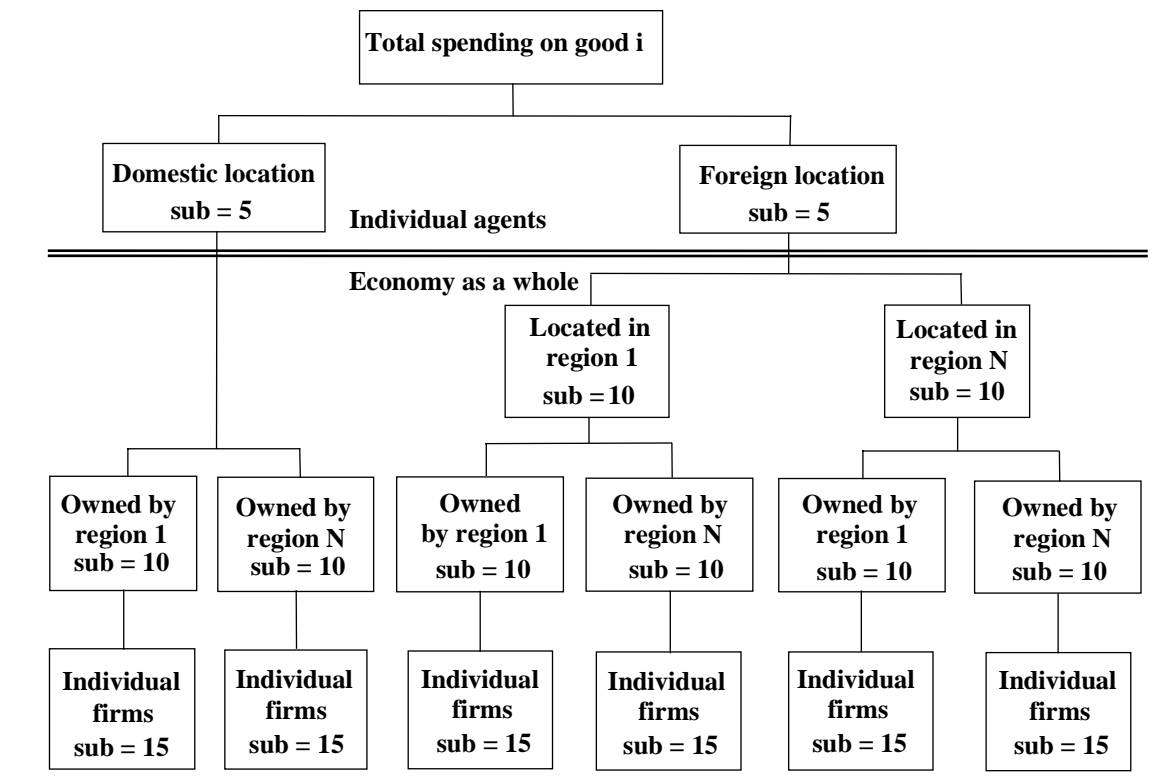 Total spending on good i
Domestic location
sub = 5
Foreign location
sub = 5
Individual agents
Economy as a whole
Located in
region 1
sub = 10
Located in
region N
sub = 10
Owned by
region 1
sub = 10
Owned by
region N
sub = 10
Owned
by region 1
sub = 10
Owned by
region N
sub = 10
Owned by
region 1
sub = 10
Owned by
region N
sub = 10
Individual
firms
sub = 15
Individual
firms
sub = 15
Individual
firms
sub = 15
Individual
firms
sub = 15
Individual
firms
sub = 15
Individual
firms
sub = 15